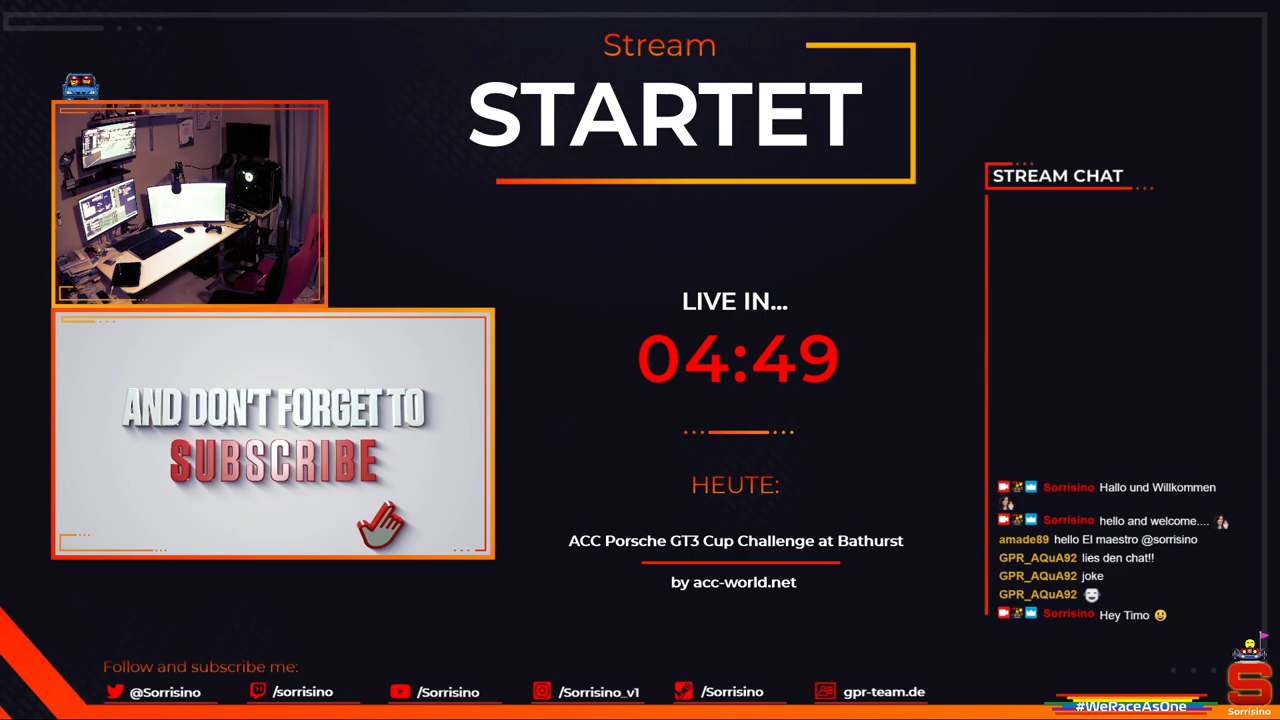 Stream
STARTET
STREAM CHAT
LIVE IN...
04:49
AND DON'T FORGET TO
SUBSCRIBE
HEUTE:
ACC Porsche GT3 Cup Challenge at Bathurst
by acc-world.net
Sorrisino Hallo und Willkommen
Sorrisino hello and welcome....
amade89 hello El maestro @sorrisino
GPR_AQuA92 lies den chat!!
GPR_AQuA92 joke
GPR_AQuA92
Sorrisino Hey Timo
Follow and subscribe me:
@Sorrisino
/sorrisino
/Sorrisino
/Sorrisino_v1
/Sorrisino
gpr-team.de
#WeRaceAsOne
S
Sorrisino